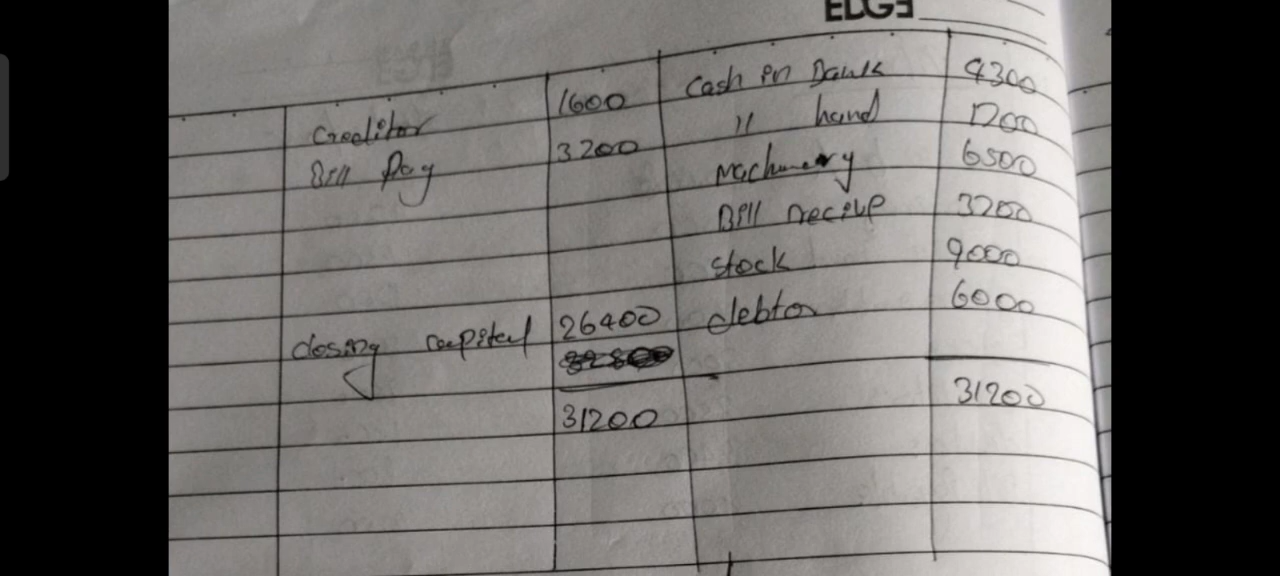 EDGE
Creditor 1600 Cash in Bank 4300
Bill Pay 3200 " hand 1700
Machinery 6500
Bill receive 3200
Stock 9000
closing capital 26400 debtor 6000
31200 31200